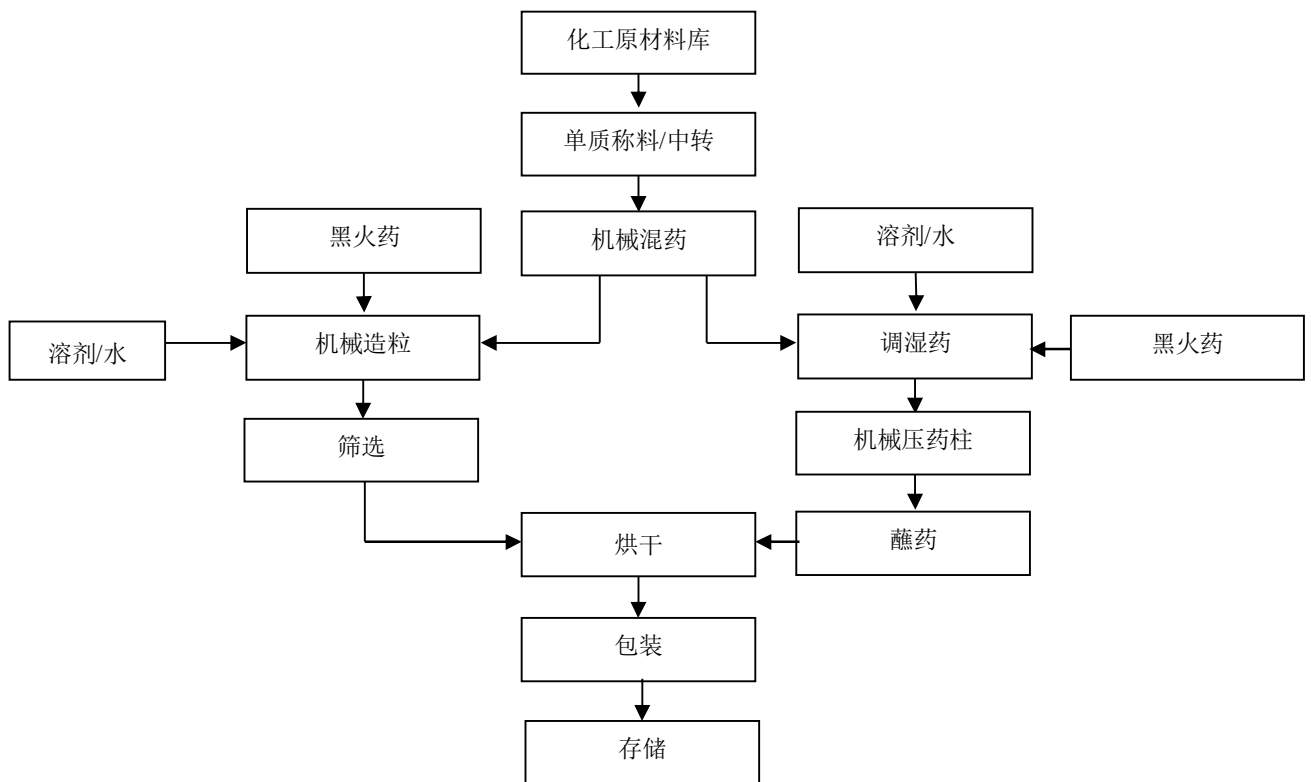 化工原材料库
单质称料/中转
机械混药
黑火药
溶剂/水
溶剂/水
机械造粒
调湿药
黑火药
筛选
机械压药柱
烘干
蘸药
包装
存储